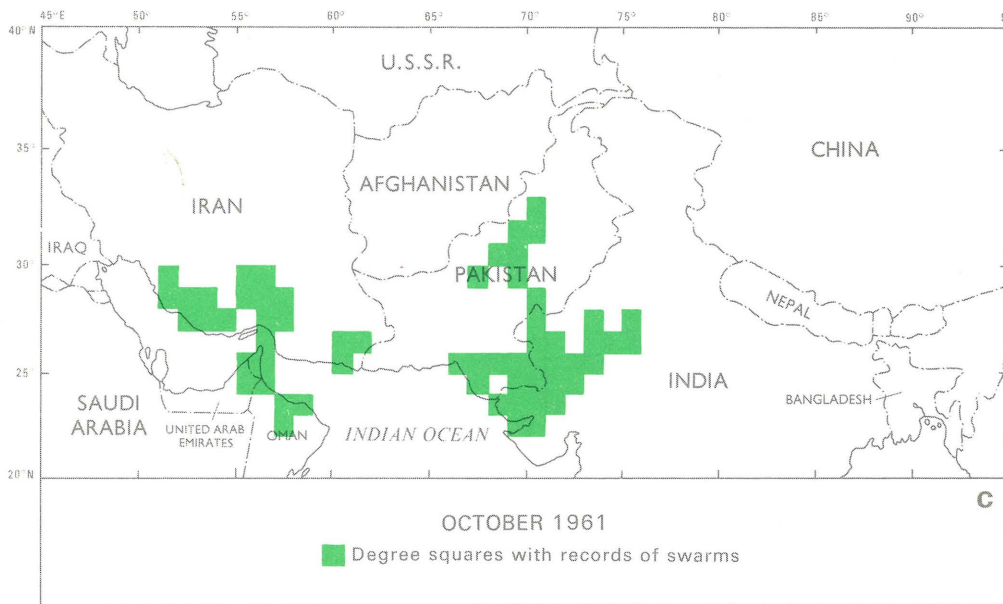 45°E 50° 55° 60° 65° 70° 75° 80° 85° 90°
40°N
U.S.S.R.
35°
CHINA
AFGHANISTAN
IRAN
IRAQ
30°
PAKISTAN
NEPAL
25°
INDIA
SAUDI
ARABIA
BANGLADESH
UNITED ARAB
EMIRATES
OMAN
INDIAN OCEAN
20°N
C
OCTOBER 1961
Degree squares with records of swarms